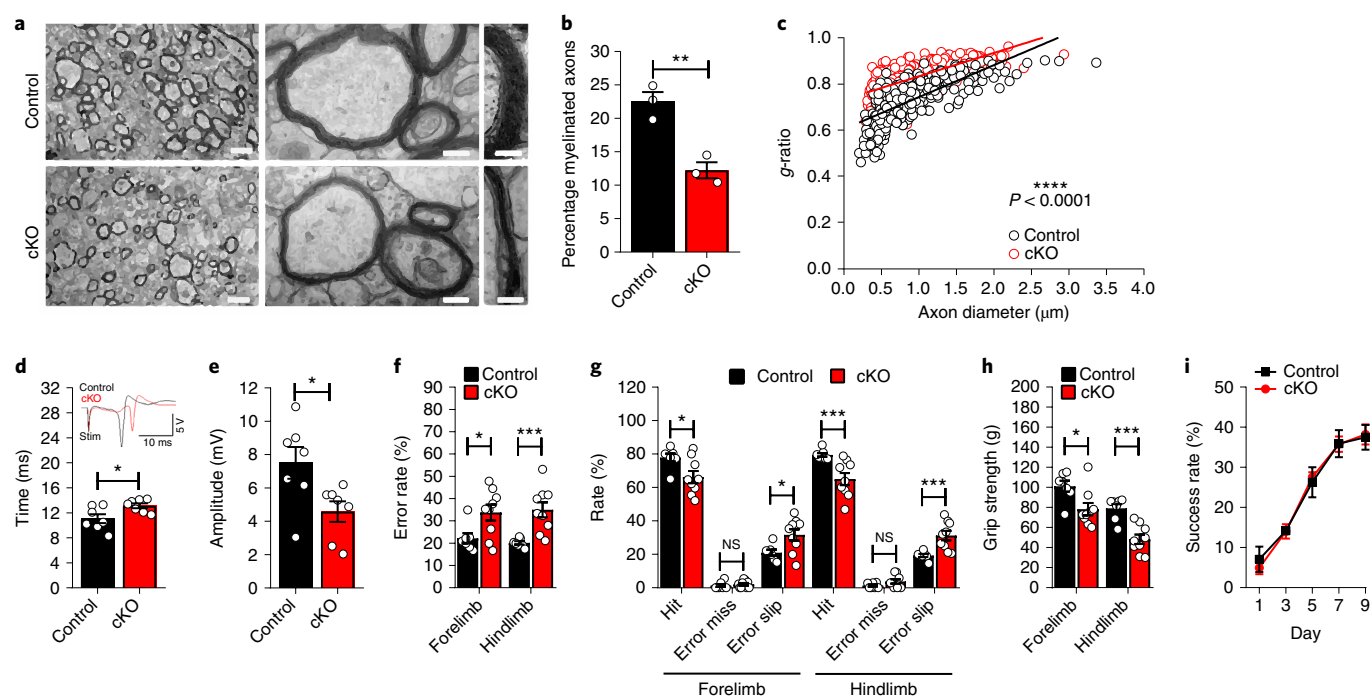 a
Control
cKO
b
Percentage myelinated axons
30
25
20
15
10
5
0
**
Control
cKO
c
g-ratio
1.0
0.8
0.6
0.4
0.2
0.0
****
P < 0.0001
Control
cKO
0.0 0.5 1.0 1.5 2.0 2.5 3.0 3.5 4.0
Axon diameter (μm)
d
Time (ms)
32
28
24
20
16
12
8
4
0
Control
cKO
Stim
10 ms
5 V
*
Control
cKO
e
Amplitude (mV)
12
10
8
6
4
2
0
*
Control
cKO
f
Control
cKO
Error rate (%)
90
80
70
60
50
40
30
20
10
0
* ***
Forelimb
Hindlimb
g
Control cKO
Rate (%)
120
100
80
60
40
20
0
* NS * *** NS ***
Hit
Error miss
Error slip
Hit
Error miss
Error slip
Forelimb Hindlimb
h
Control
cKO
Grip strength (g)
200
180
160
140
120
100
80
60
40
20
0
* ***
Forelimb
Hindlimb
i
Control
cKO
Success rate (%)
50
40
30
20
10
0
1 3 5 7 9
Day